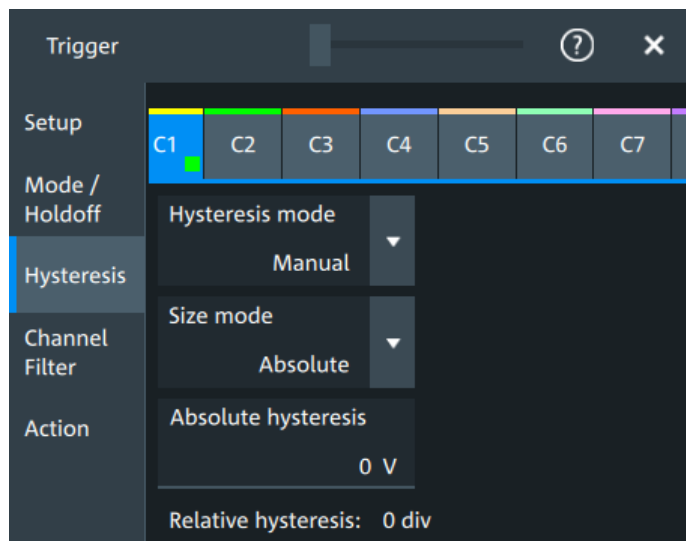 Trigger
?
Setup
Mode /
Holdoff
Hysteresis
Channel
Filter
Action
C1 C2 C3 C4 C5 C6 C7
Hysteresis mode
Manual
Size mode
Absolute
Absolute hysteresis
0 V
Relative hysteresis: 0 div